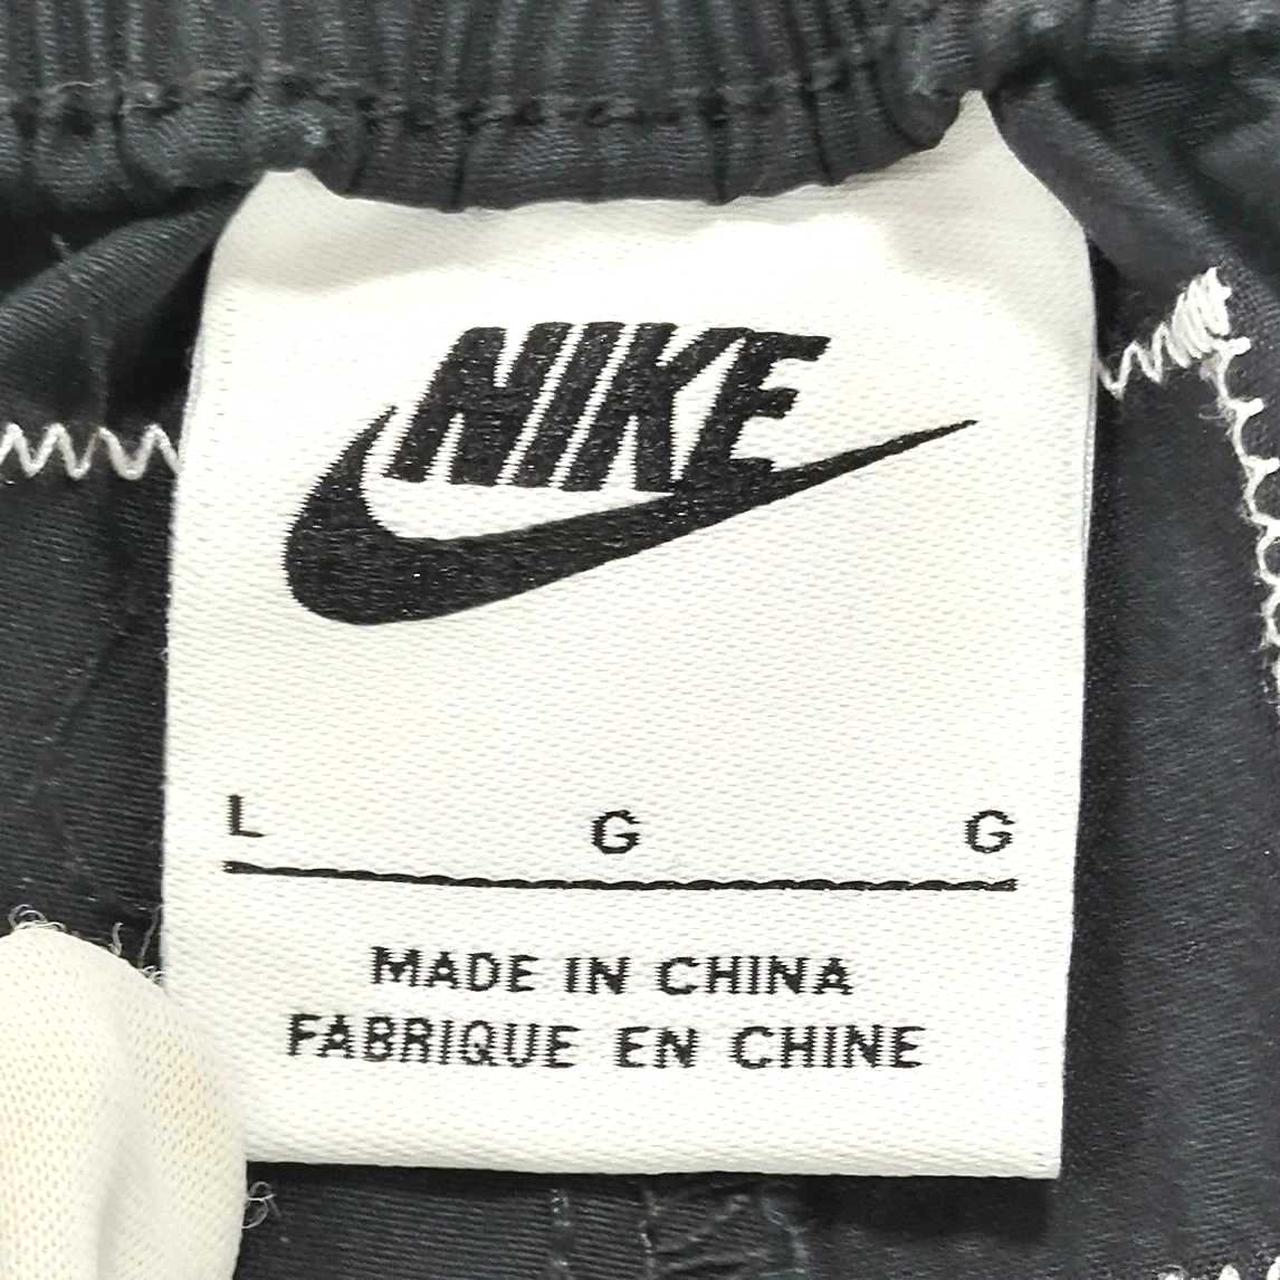 NIKE
L G G
MADE IN CHINA
FABRIQUE EN CHINE